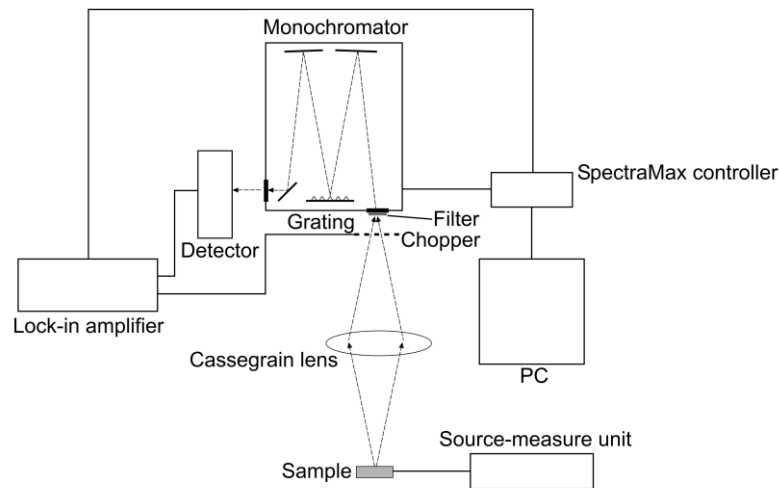 Monochromator
SpectraMax controller
Grating
Filter
Chopper
Detector
Lock-in amplifier
Cassegrain lens
PC
Source-measure unit
Sample